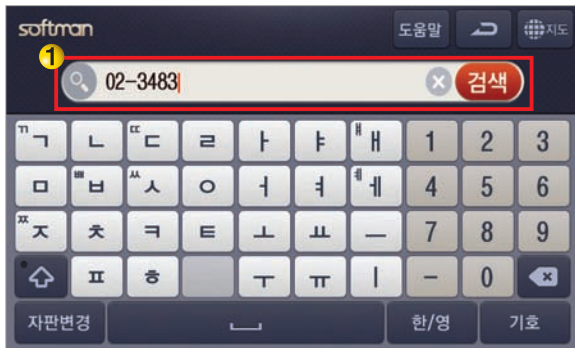 softman 도움말 지도
1
02-3483 검색
ㄲ ㄱ ㄴ ㄸ ㄷ ㄹ ㅏ ㅑ ㅒ ㅐ 1 2 3
ㅁ ㅃ ㅂ ㅆ ㅅ ㅇ ㅓ ㅕ ㅖ ㅔ 4 5 6
ㅉ ㅈ ㅊ ㅋ ㅌ ㅗ ㅛ ㅡ 7 8 9
ㅍ ㅎ ㅜ ㅠ ㅣ - 0
자판변경 한/영 기호